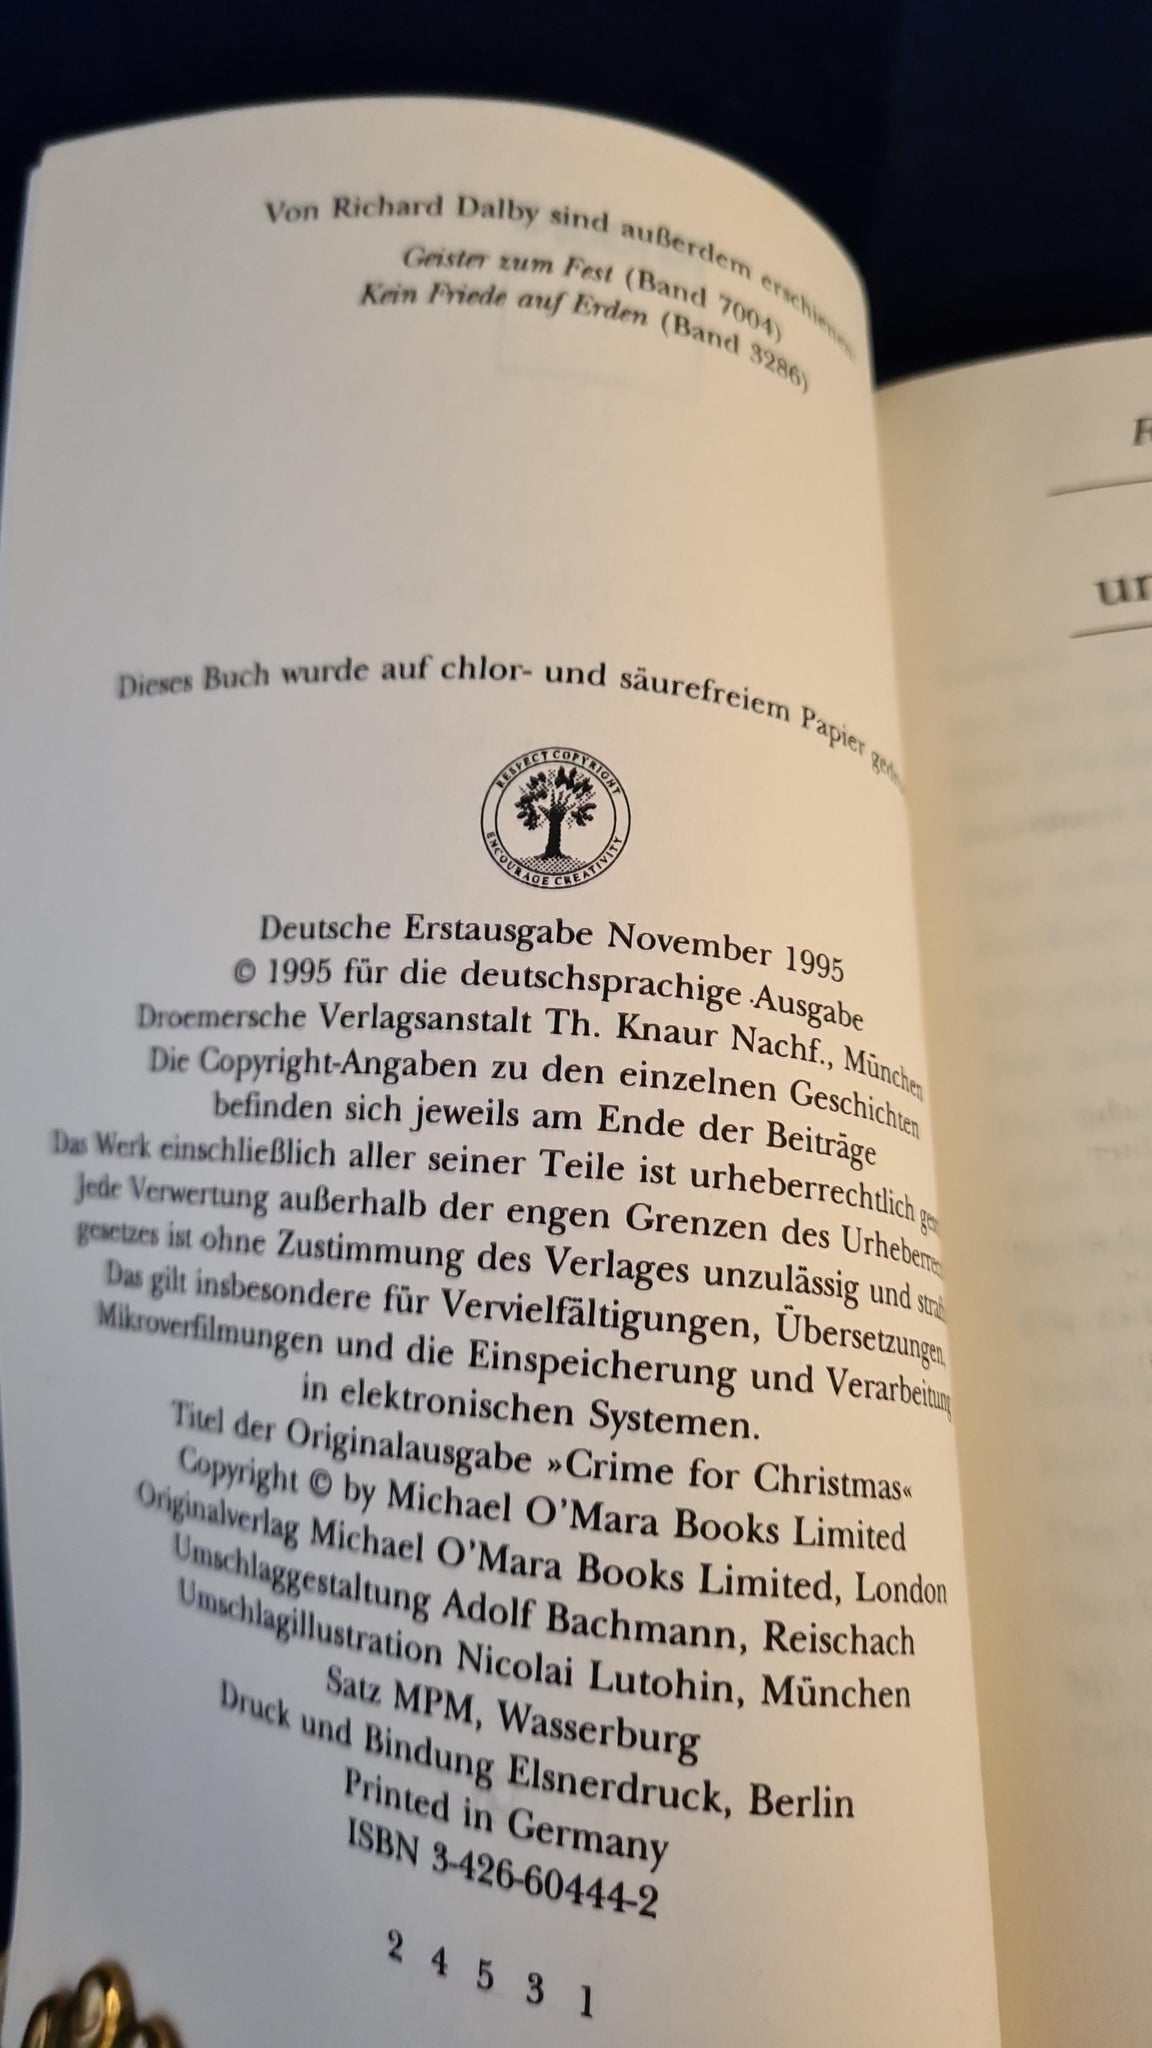 Von Richard Dalby sind außerdem erschienen
Geister zum Fest (Band 7004)
Kein Friede auf Erden (Band 3286)
Dieses Buch wurde auf chlor- und säurefreiem Papier
RESPECT COPYRIGHT
ENCOURAGE CREATIVITY
Deutsche Erstausgabe November 1995
© 1995 für die deutschsprachige Ausgabe
Droemersche Verlagsanstalt Th. Knaur Nachf., München
Die Copyright-Angaben zu den einzelnen Geschichten
befinden sich jeweils am Ende der Beiträge
Das Werk einschließlich aller seiner Teile ist urheberrechtlich
Jede Verwertung außerhalb der engen Grenzen des
gesetzes ist ohne Zustimmung des Verlages unzulässig und
Das gilt insbesondere für Vervielfältigungen, Übersetzungen,
Mikroverfilmungen und die Einspeicherung und Verarbeitung
in elektronischen Systemen.
Titel der Originalausgabe »Crime for Christmas«
Copyright © by Michael O'Mara Books Limited
Originalverlag Michael O'Mara Books Limited, London
Umschlaggestaltung Adolf Bachmann, Reischach
Umschlagillustration Nicolai Lutohin, München
Satz MPM, Wasserburg
Druck und Bindung Elsnerdruck, Berlin
Printed in Germany
ISBN 3-426-60444-2
2 4 5 3 1